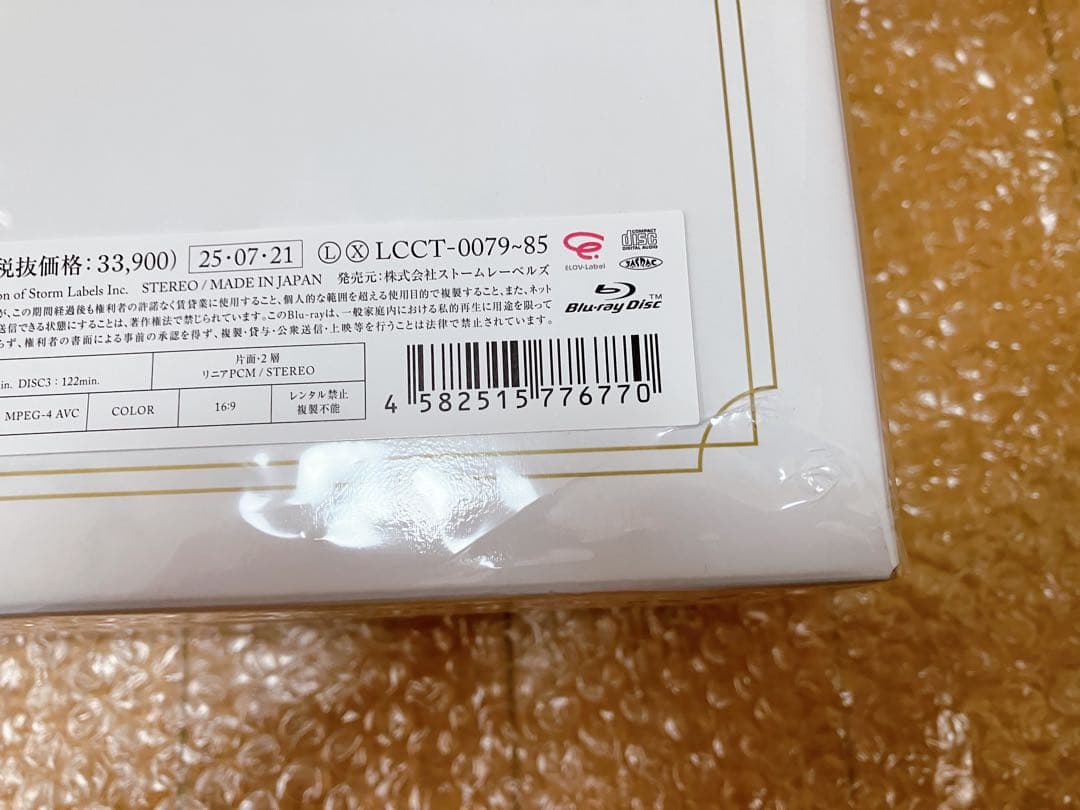 税抜価格：33,900) 25・07・21 Ⓛ Ⓧ LCCT-0079~85
ELOV-Label
COMPACT
disc
DIGITAL AUDIO
JASRAC
on of Storm Labels Inc. STEREO / MADE IN JAPAN 発売元：株式会社ストームレーベルズ
が、この期間経過後も権利者の許諾なく賃貸業に使用すること、個人的な範囲を超える使用目的で複製すること、また、ネット
送信できる状態にすることは、著作権法で禁じられています。このBlu-rayは、一般家庭内における私的再生に用途を限って
らず、権利者の書面による事前の承認を得ず、複製・貸与・公衆送信・上映等を行うことは法律で禁止されています。
Blu-ray Disc™
in. DISC3：122min.
片面・2層
リニアPCM / STEREO
MPEG-4 AVC
COLOR
16:9
レンタル禁止
複製不能
4 582515 776770